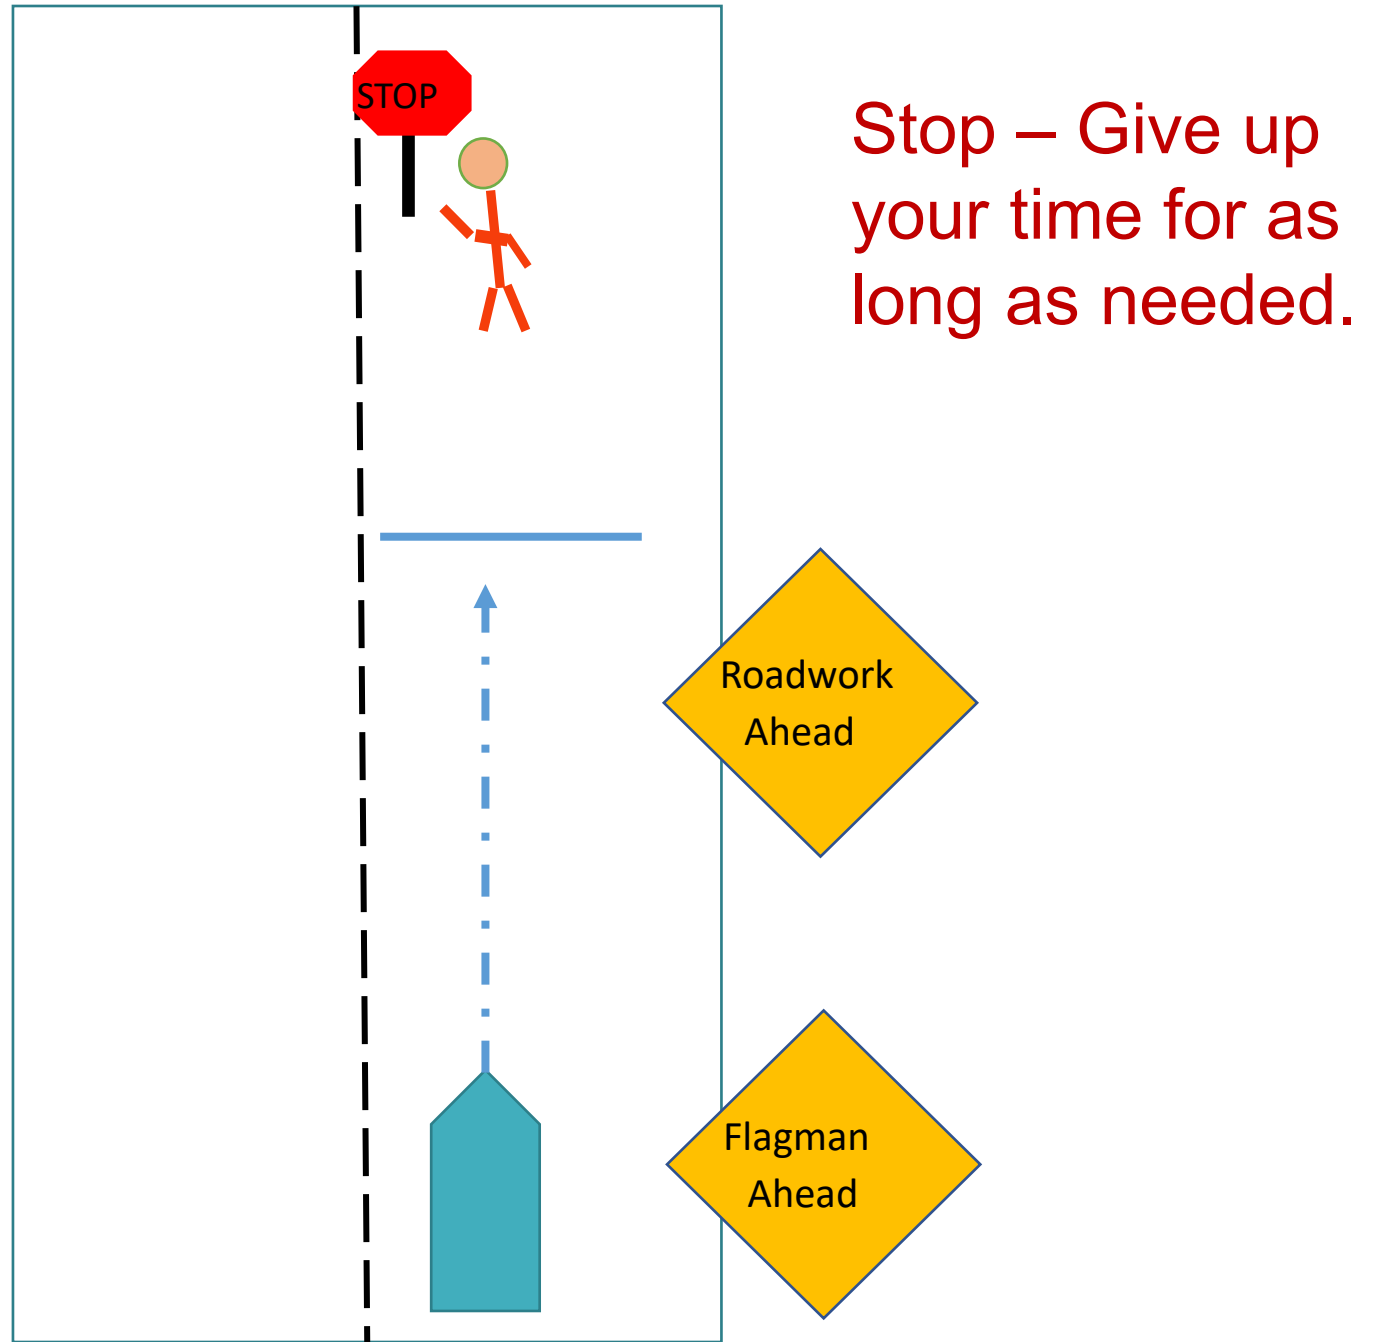 STOP
Stop – Give up
your time for as
long as needed.
Roadwork
Ahead
Flagman
Ahead